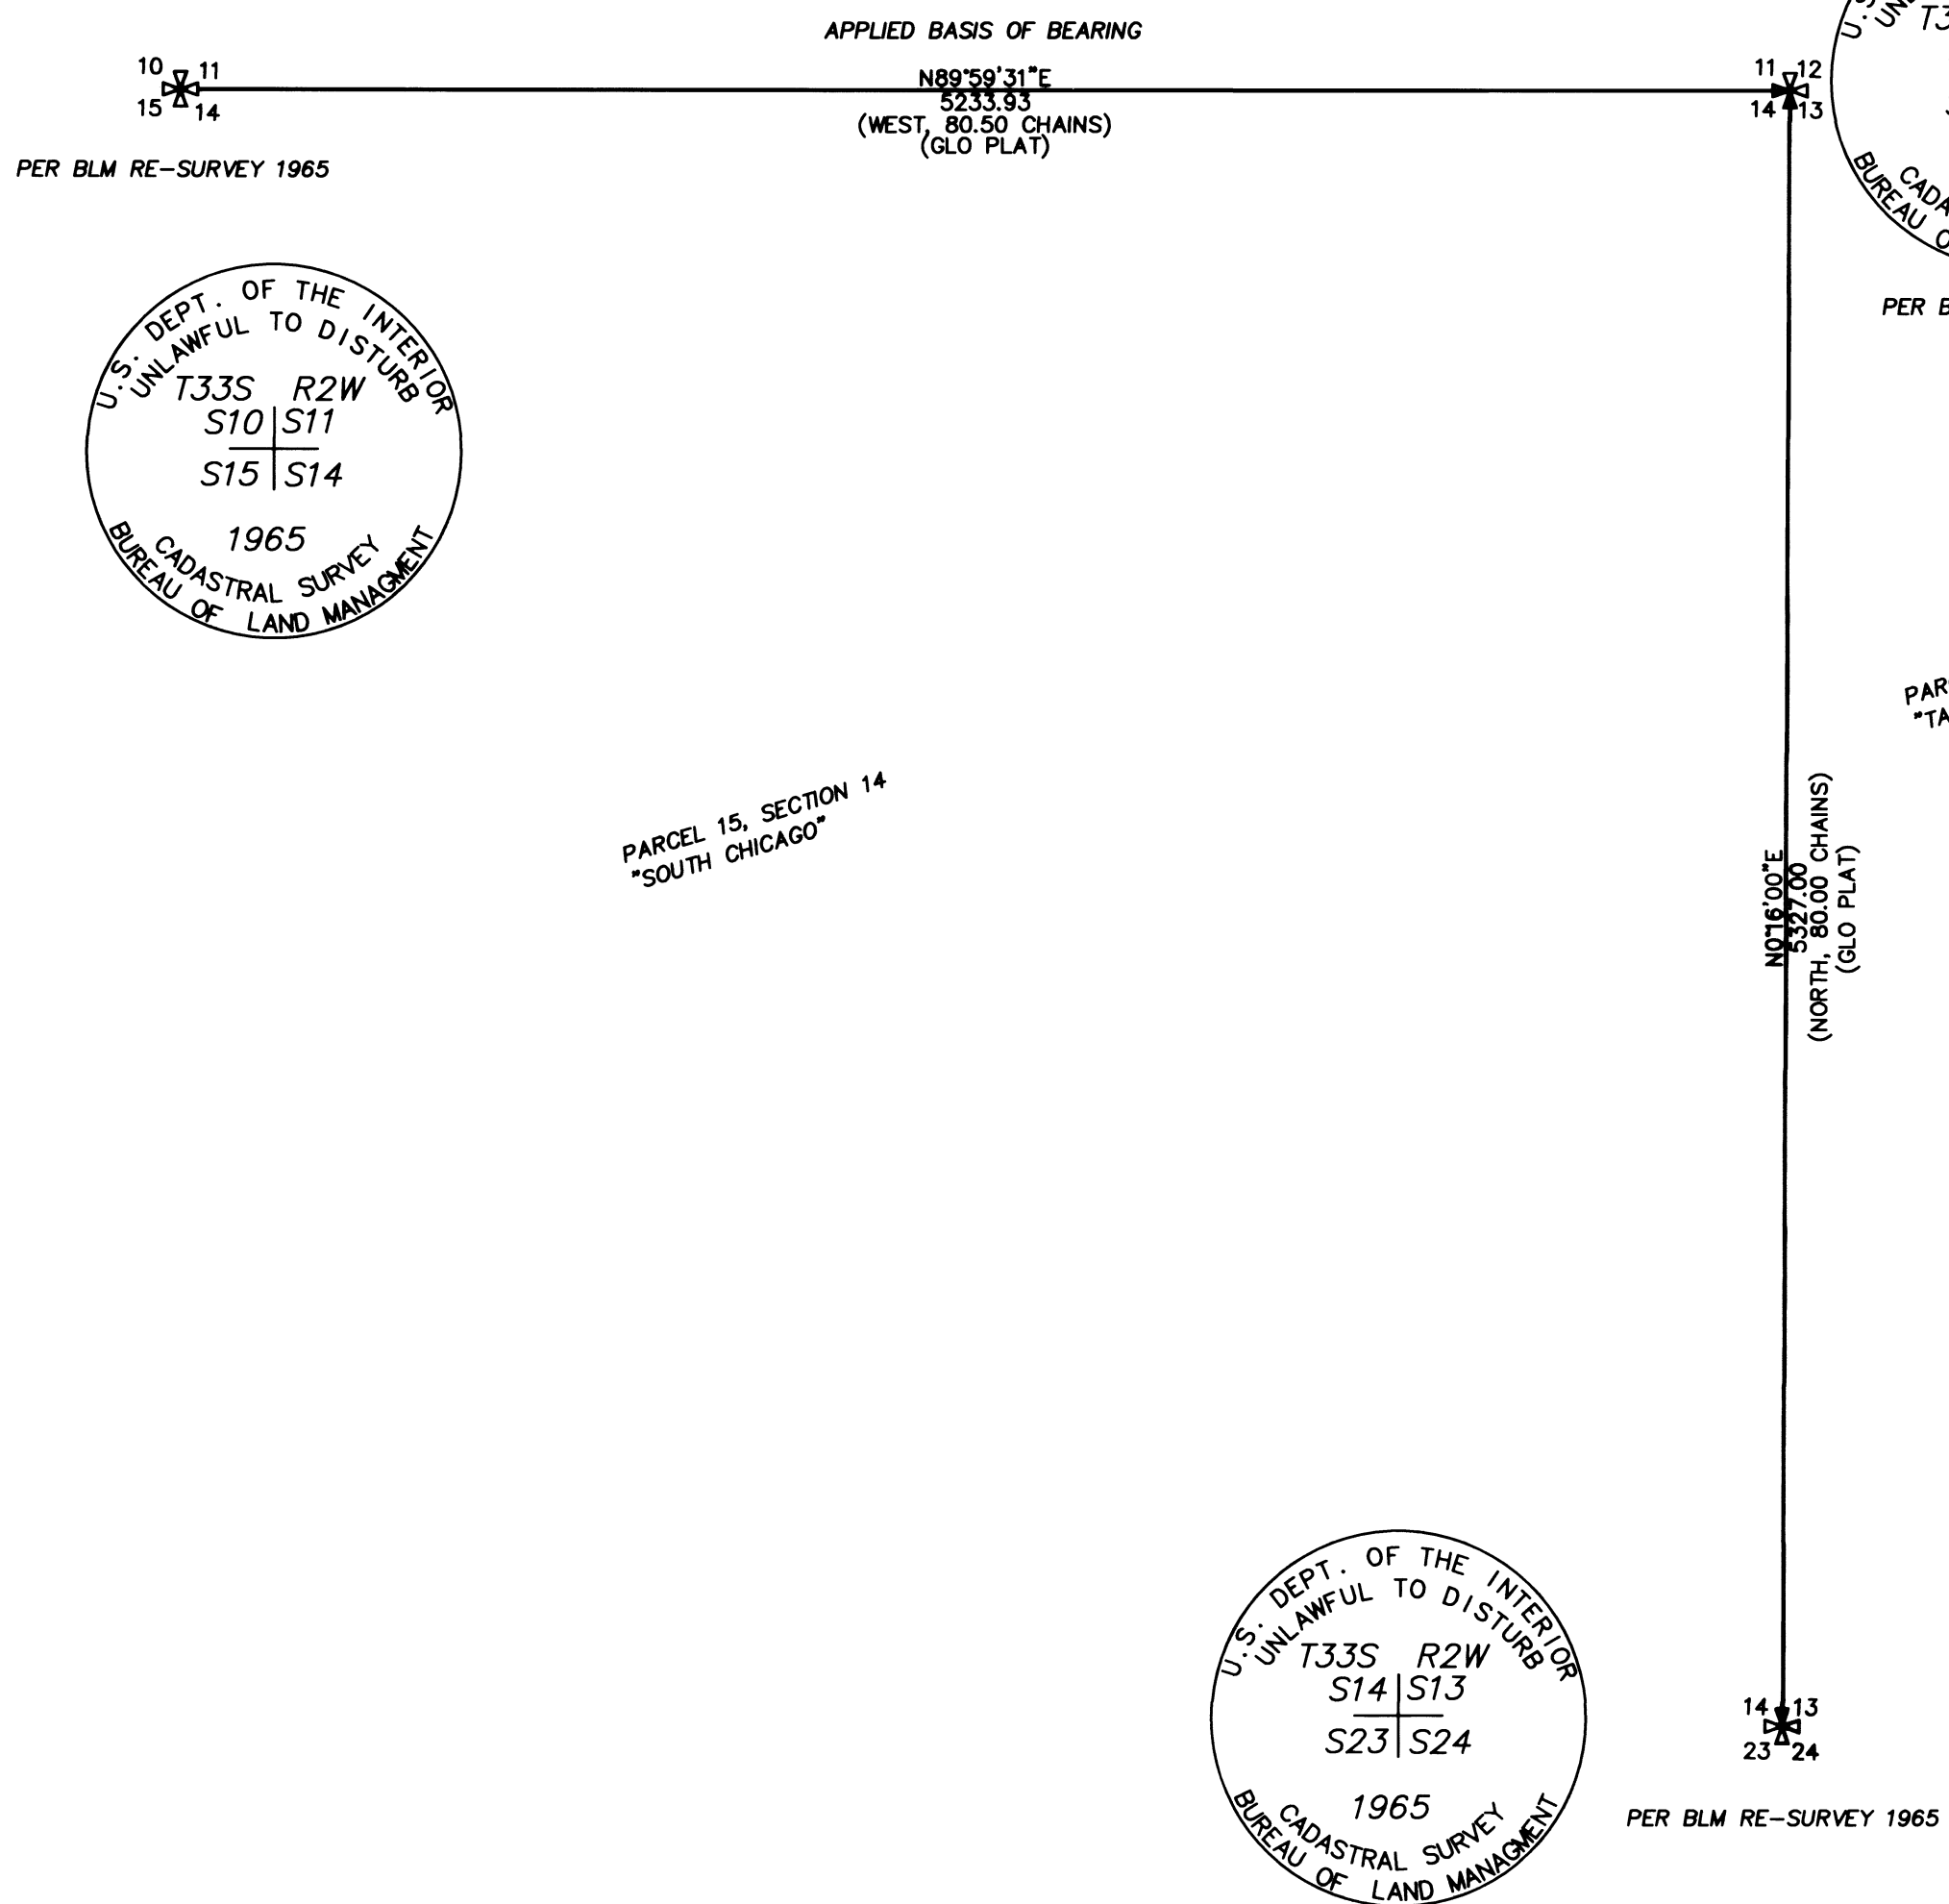 APPLIED BASIS OF BEARING
10 11
15 14
N89°59'31"E
5233.93
(WEST, 80.50 CHAINS)
(GLO PLAT)
11 12
14 13
PER BLM RE-SURVEY 1965
U.S. DEPT. OF THE INTERIOR
UNLAWFUL TO DISTURB
T33S R2W
S10 S11
S15 S14
1965
CADASTRAL SURVEY
BUREAU OF LAND MANAGMENT
PARCEL 15, SECTION 14
"SOUTH CHICAGO"
N0°16'00"E
5327.00
(NORTH, 80.00 CHAINS)
(GLO PLAT)
U.S. DEPT. OF THE INTERIOR
UNLAWFUL TO DISTURB
T33S R2W
S14 S13
S23 S24
1965
CADASTRAL SURVEY
BUREAU OF LAND MANAGMENT
14 13
23 24
PER BLM RE-SURVEY 1965